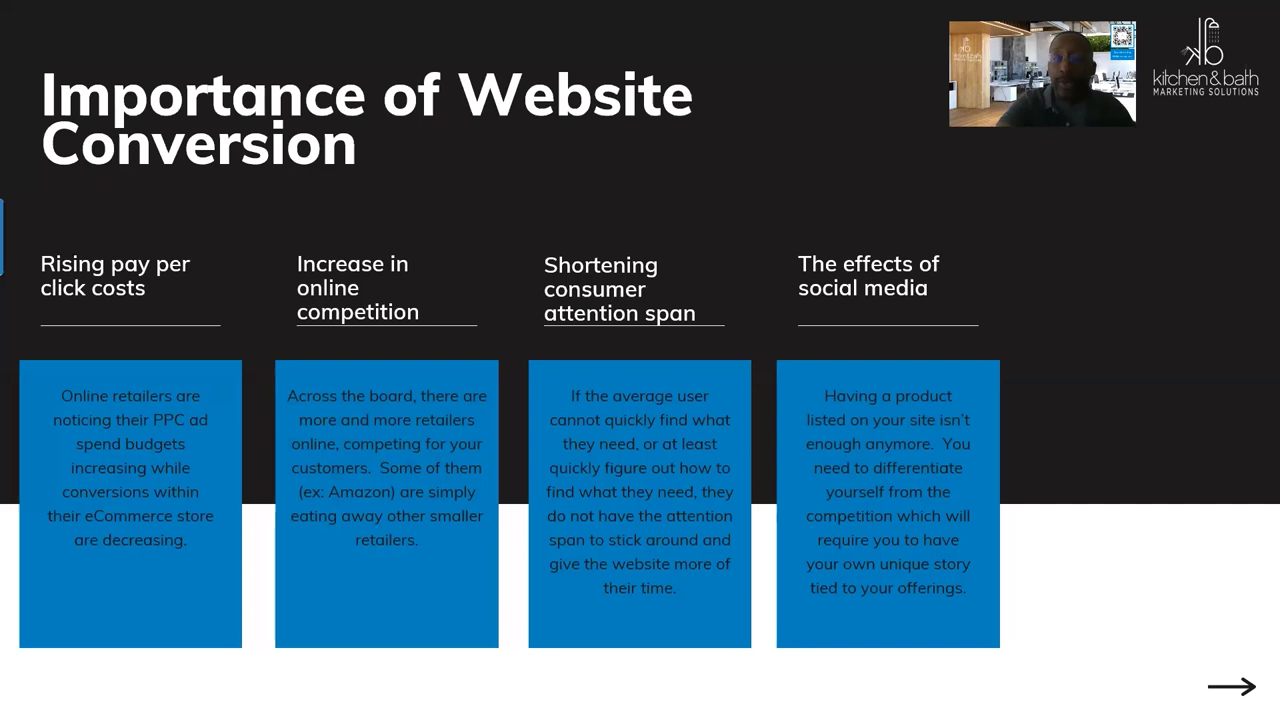 Importance of Website
Conversion
kitchen & bath
MARKETING SOLUTIONS
Rising pay per
click costs
Increase in
online
competition
Shortening
consumer
attention span
The effects of
social media
Online retailers are
noticing their PPC ad
spend budgets
increasing while
conversions within
their eCommerce store
are decreasing.
Across the board, there are
more and more retailers
online, competing for your
customers.  Some of them
(ex: Amazon) are simply
eating away other smaller
retailers.
If the average user
cannot quickly find what
they need, or at least
quickly figure out how to
find what they need, they
do not have the attention
span to stick around and
give the website more of
their time.
Having a product
listed on your site isn't
enough anymore.  You
need to differentiate
yourself from the
competition which will
require you to have
your own unique story
tied to your offerings.